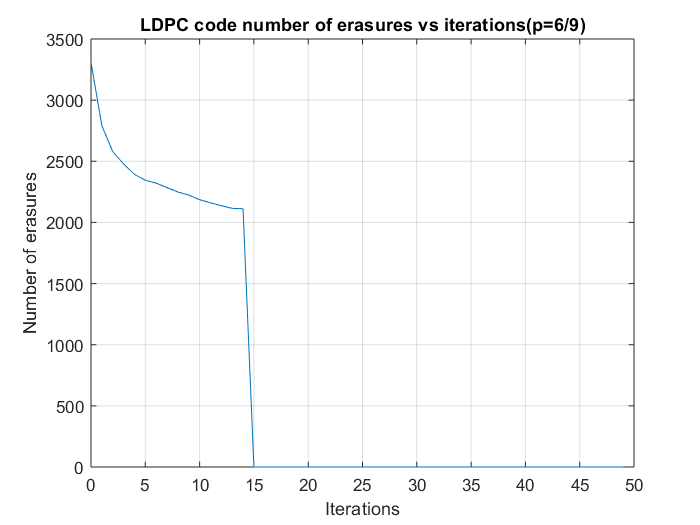 LDPC code number of erasures vs iterations(p=6/9)
3500
3000
2500
2000
1500
1000
500
0
Number of erasures
0 5 10 15 20 25 30 35 40 45 50
Iterations